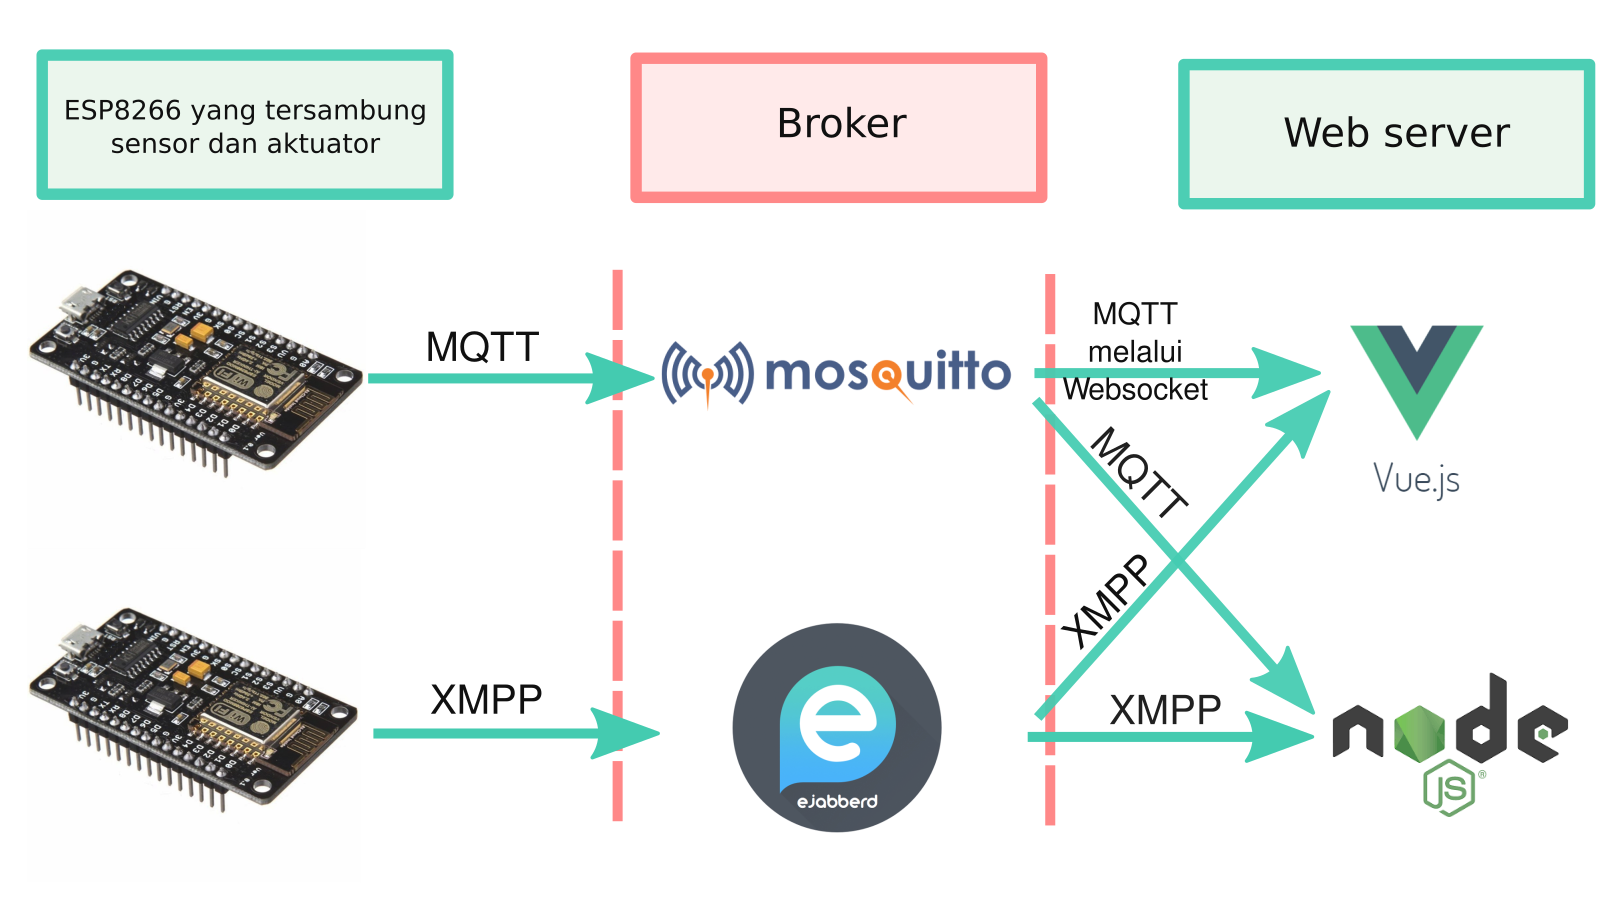 ESP8266 yang tersambung
sensor dan aktuator
Broker
Web server
MQTT
mosquitto
MQTT
melalui
Websocket
Vue.js
MQTT
XMPP
XMPP
ejabberd
XMPP
node
JS®